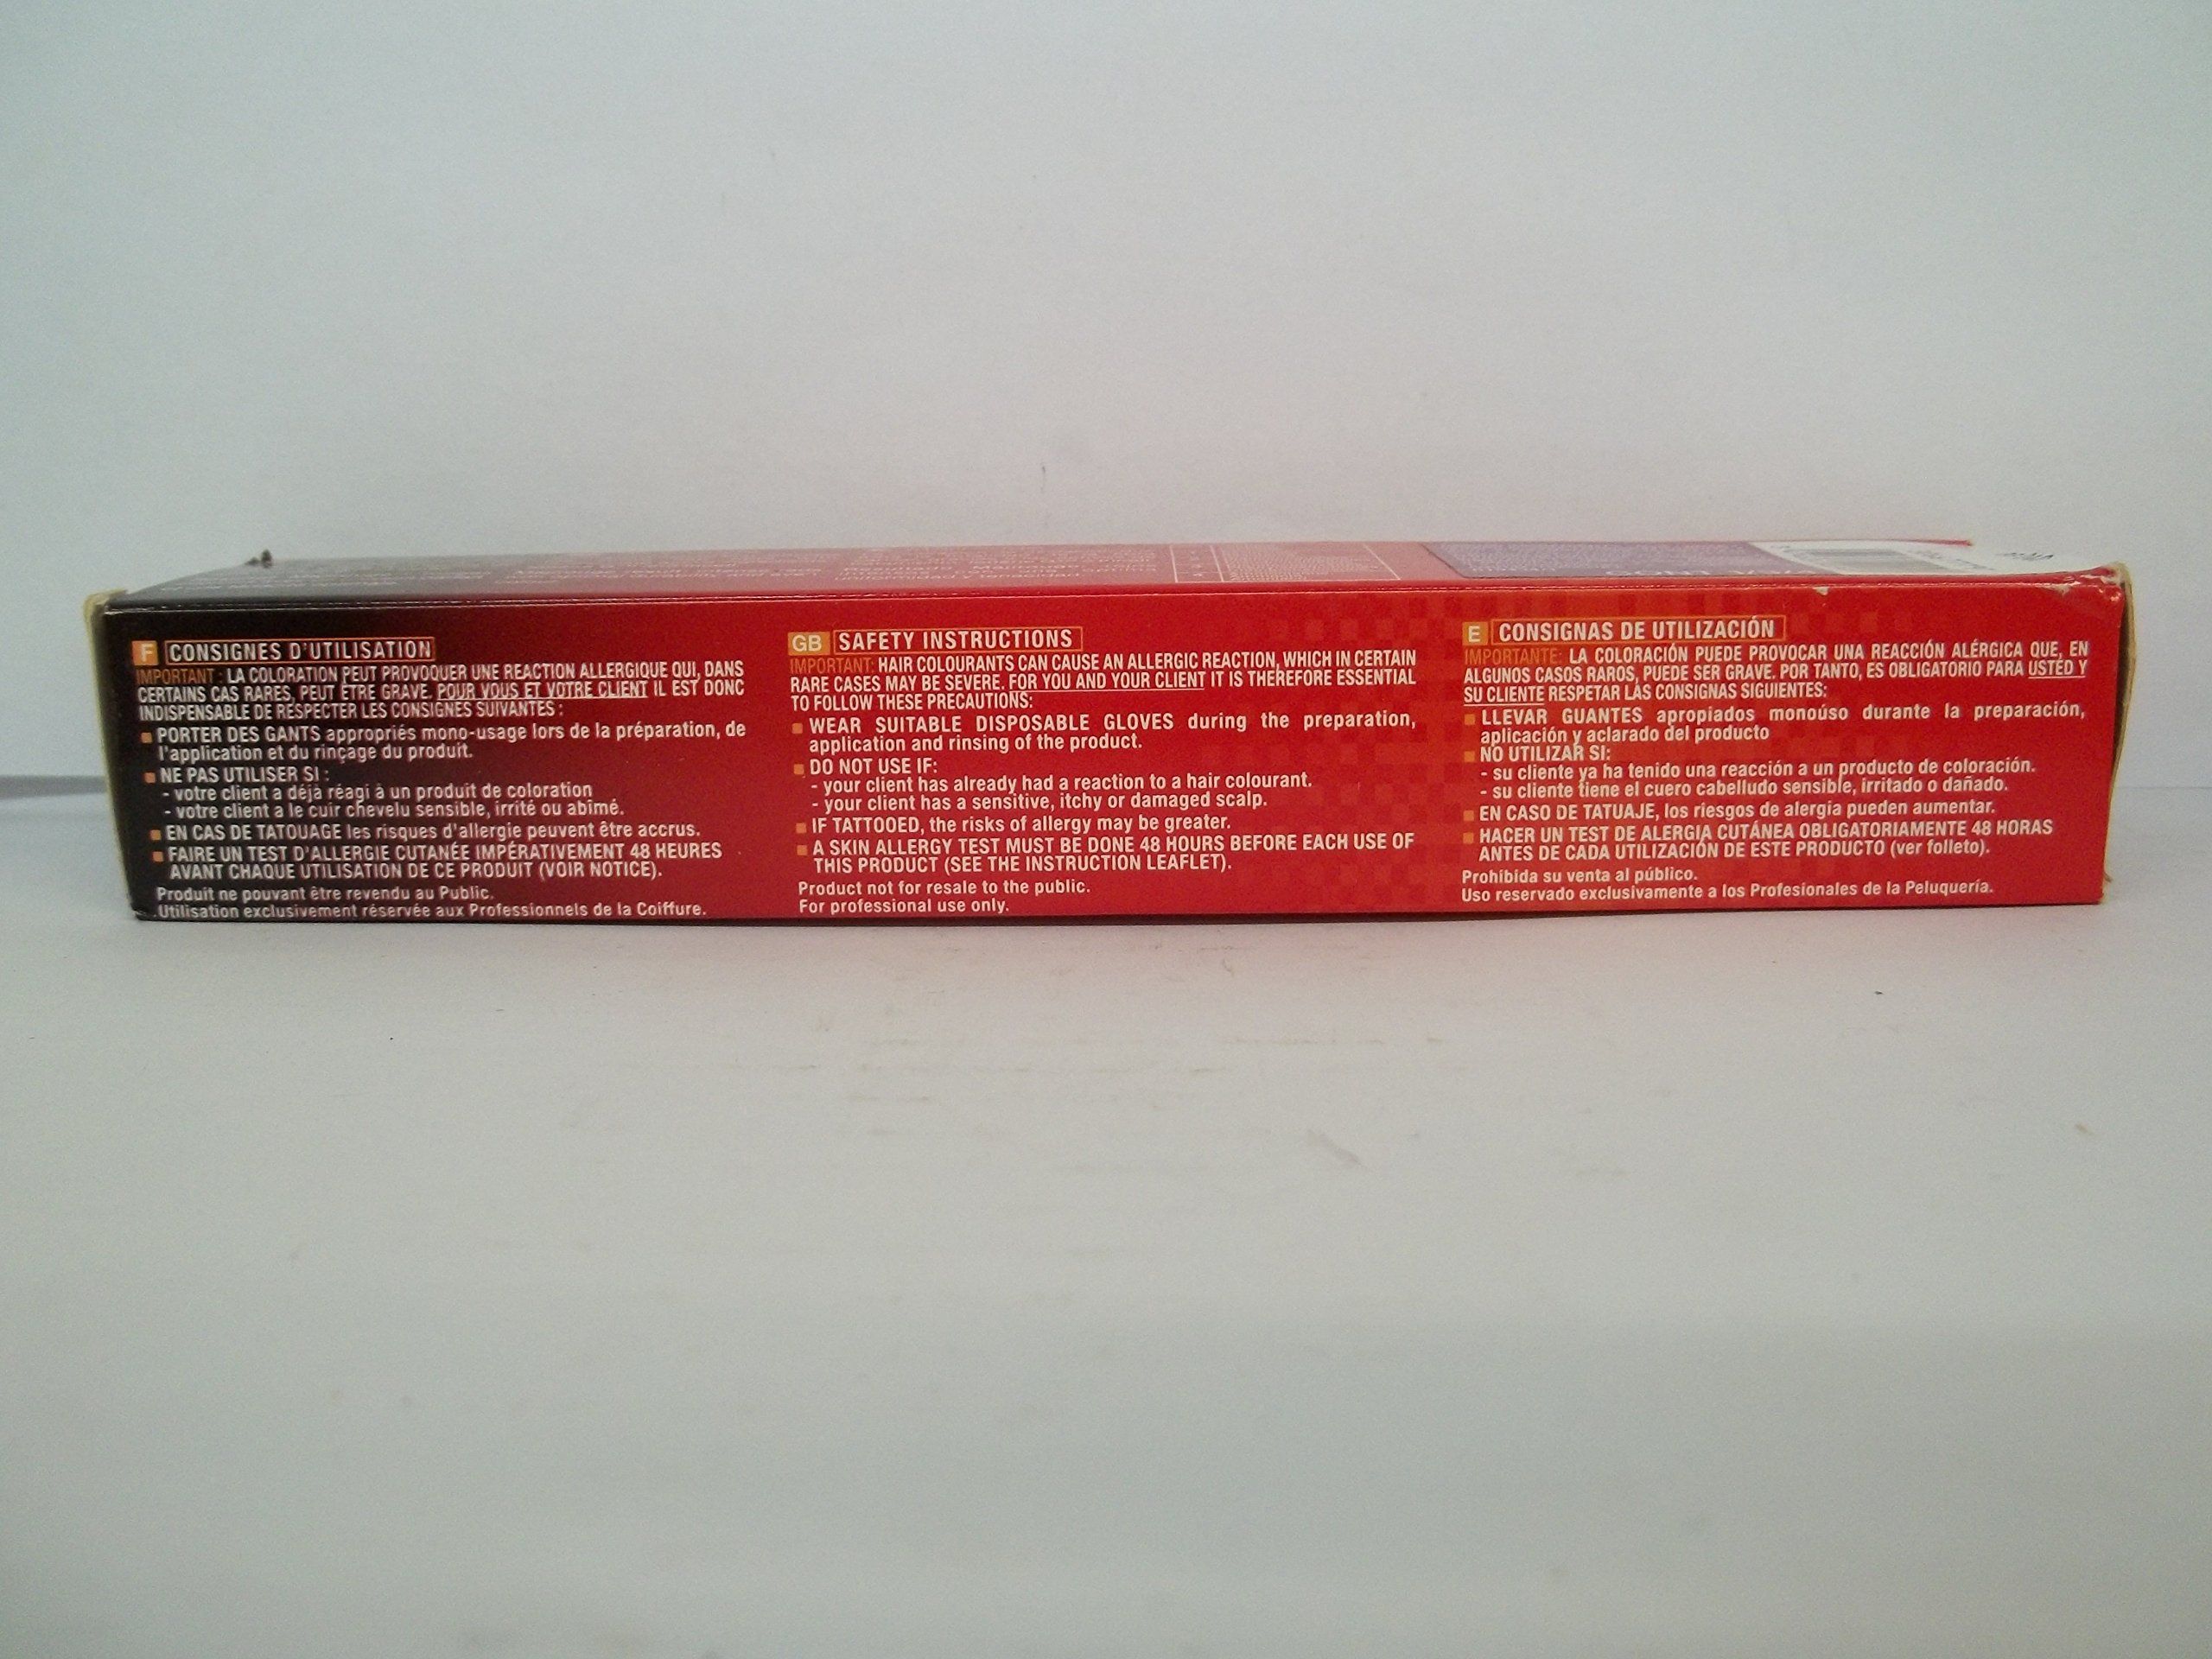 F CONSIGNES D'UTILISATION
IMPORTANT : LA COLORATION PEUT PROVOQUER UNE REACTION ALLERGIQUE QUI, DANS
CERTAINS CAS RARES, PEUT ÊTRE GRAVE. POUR VOUS ET VOTRE CLIENT IL EST DONC
INDISPENSABLE DE RESPECTER LES CONSIGNES SUIVANTES :
■ PORTER DES GANTS appropriés mono-usage lors de la préparation, de
l'application et du rinçage du produit.
■ NE PAS UTILISER SI :
- votre client a déjà réagi à un produit de coloration
- votre client a le cuir chevelu sensible, irrité ou abîmé.
■ EN CAS DE TATOUAGE les risques d'allergie peuvent être accrus.
■ FAIRE UN TEST D'ALLERGIE CUTANÉE IMPÉRATIVEMENT 48 HEURES
AVANT CHAQUE UTILISATION DE CE PRODUIT (VOIR NOTICE).
Produit ne pouvant être revendu au Public.
Utilisation exclusivement réservée aux Professionnels de la Coiffure.
GB SAFETY INSTRUCTIONS
IMPORTANT: HAIR COLOURANTS CAN CAUSE AN ALLERGIC REACTION, WHICH IN CERTAIN
RARE CASES MAY BE SEVERE. FOR YOU AND YOUR CLIENT IT IS THEREFORE ESSENTIAL
TO FOLLOW THESE PRECAUTIONS:
■ WEAR SUITABLE DISPOSABLE GLOVES during the preparation,
application and rinsing of the product.
■ DO NOT USE IF:
- your client has already had a reaction to a hair colourant.
- your client has a sensitive, itchy or damaged scalp.
■ IF TATTOOED, the risks of allergy may be greater.
■ A SKIN ALLERGY TEST MUST BE DONE 48 HOURS BEFORE EACH USE OF
THIS PRODUCT (SEE THE INSTRUCTION LEAFLET).
Product not for resale to the public.
For professional use only.
E CONSIGNAS DE UTILIZACIÓN
IMPORTANTE: LA COLORACIÓN PUEDE PROVOCAR UNA REACCIÓN ALÉRGICA QUE, EN
ALGUNOS CASOS RAROS, PUEDE SER GRAVE. POR TANTO, ES OBLIGATORIO PARA USTED Y
SU CLIENTE RESPETAR LAS CONSIGNAS SIGUIENTES:
■ LLEVAR GUANTES apropiados monoúso durante la preparación,
aplicación y aclarado del producto
■ NO UTILIZAR SI:
- su cliente ya ha tenido una reacción a un producto de coloración.
- su cliente tiene el cuero cabelludo sensible, irritado o dañado.
■ EN CASO DE TATUAJE, los riesgos de alergia pueden aumentar.
■ HACER UN TEST DE ALERGIA CUTÁNEA OBLIGATORIAMENTE 48 HORAS
ANTES DE CADA UTILIZACIÓN DE ESTE PRODUCTO (ver folleto).
Prohibida su venta al público.
Uso reservado exclusivamente a los Profesionales de la Peluquería.